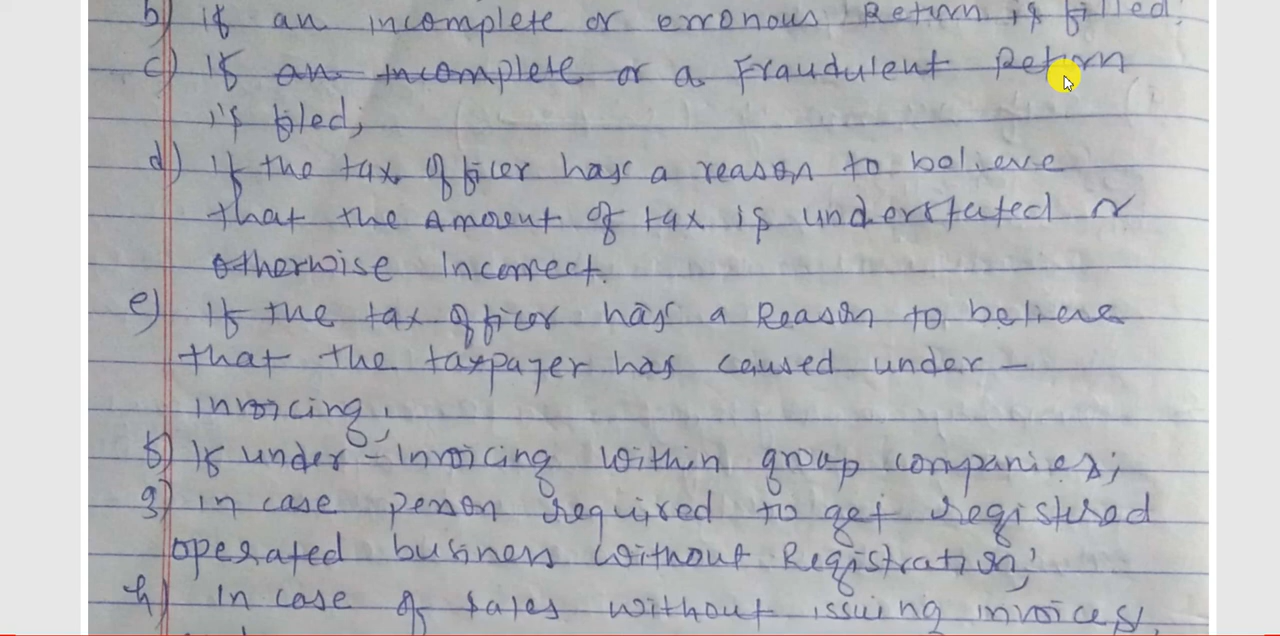 b) if an incomplete or erronous Return is filled;
c) If an incomplete or a Fraudulent Return
is filed;
d) if the tax officer has a reason to believe
that the Amount of tax is understated or
otherwise Incorrect.
e) If the tax officer has a Reason to believe
that the taxpayer has caused under -
invoicing,
f) If under - Invoicing within group companies;
g) in case person required to get registered
operated business without Registration;
h) In case of sales without issuing invoices.